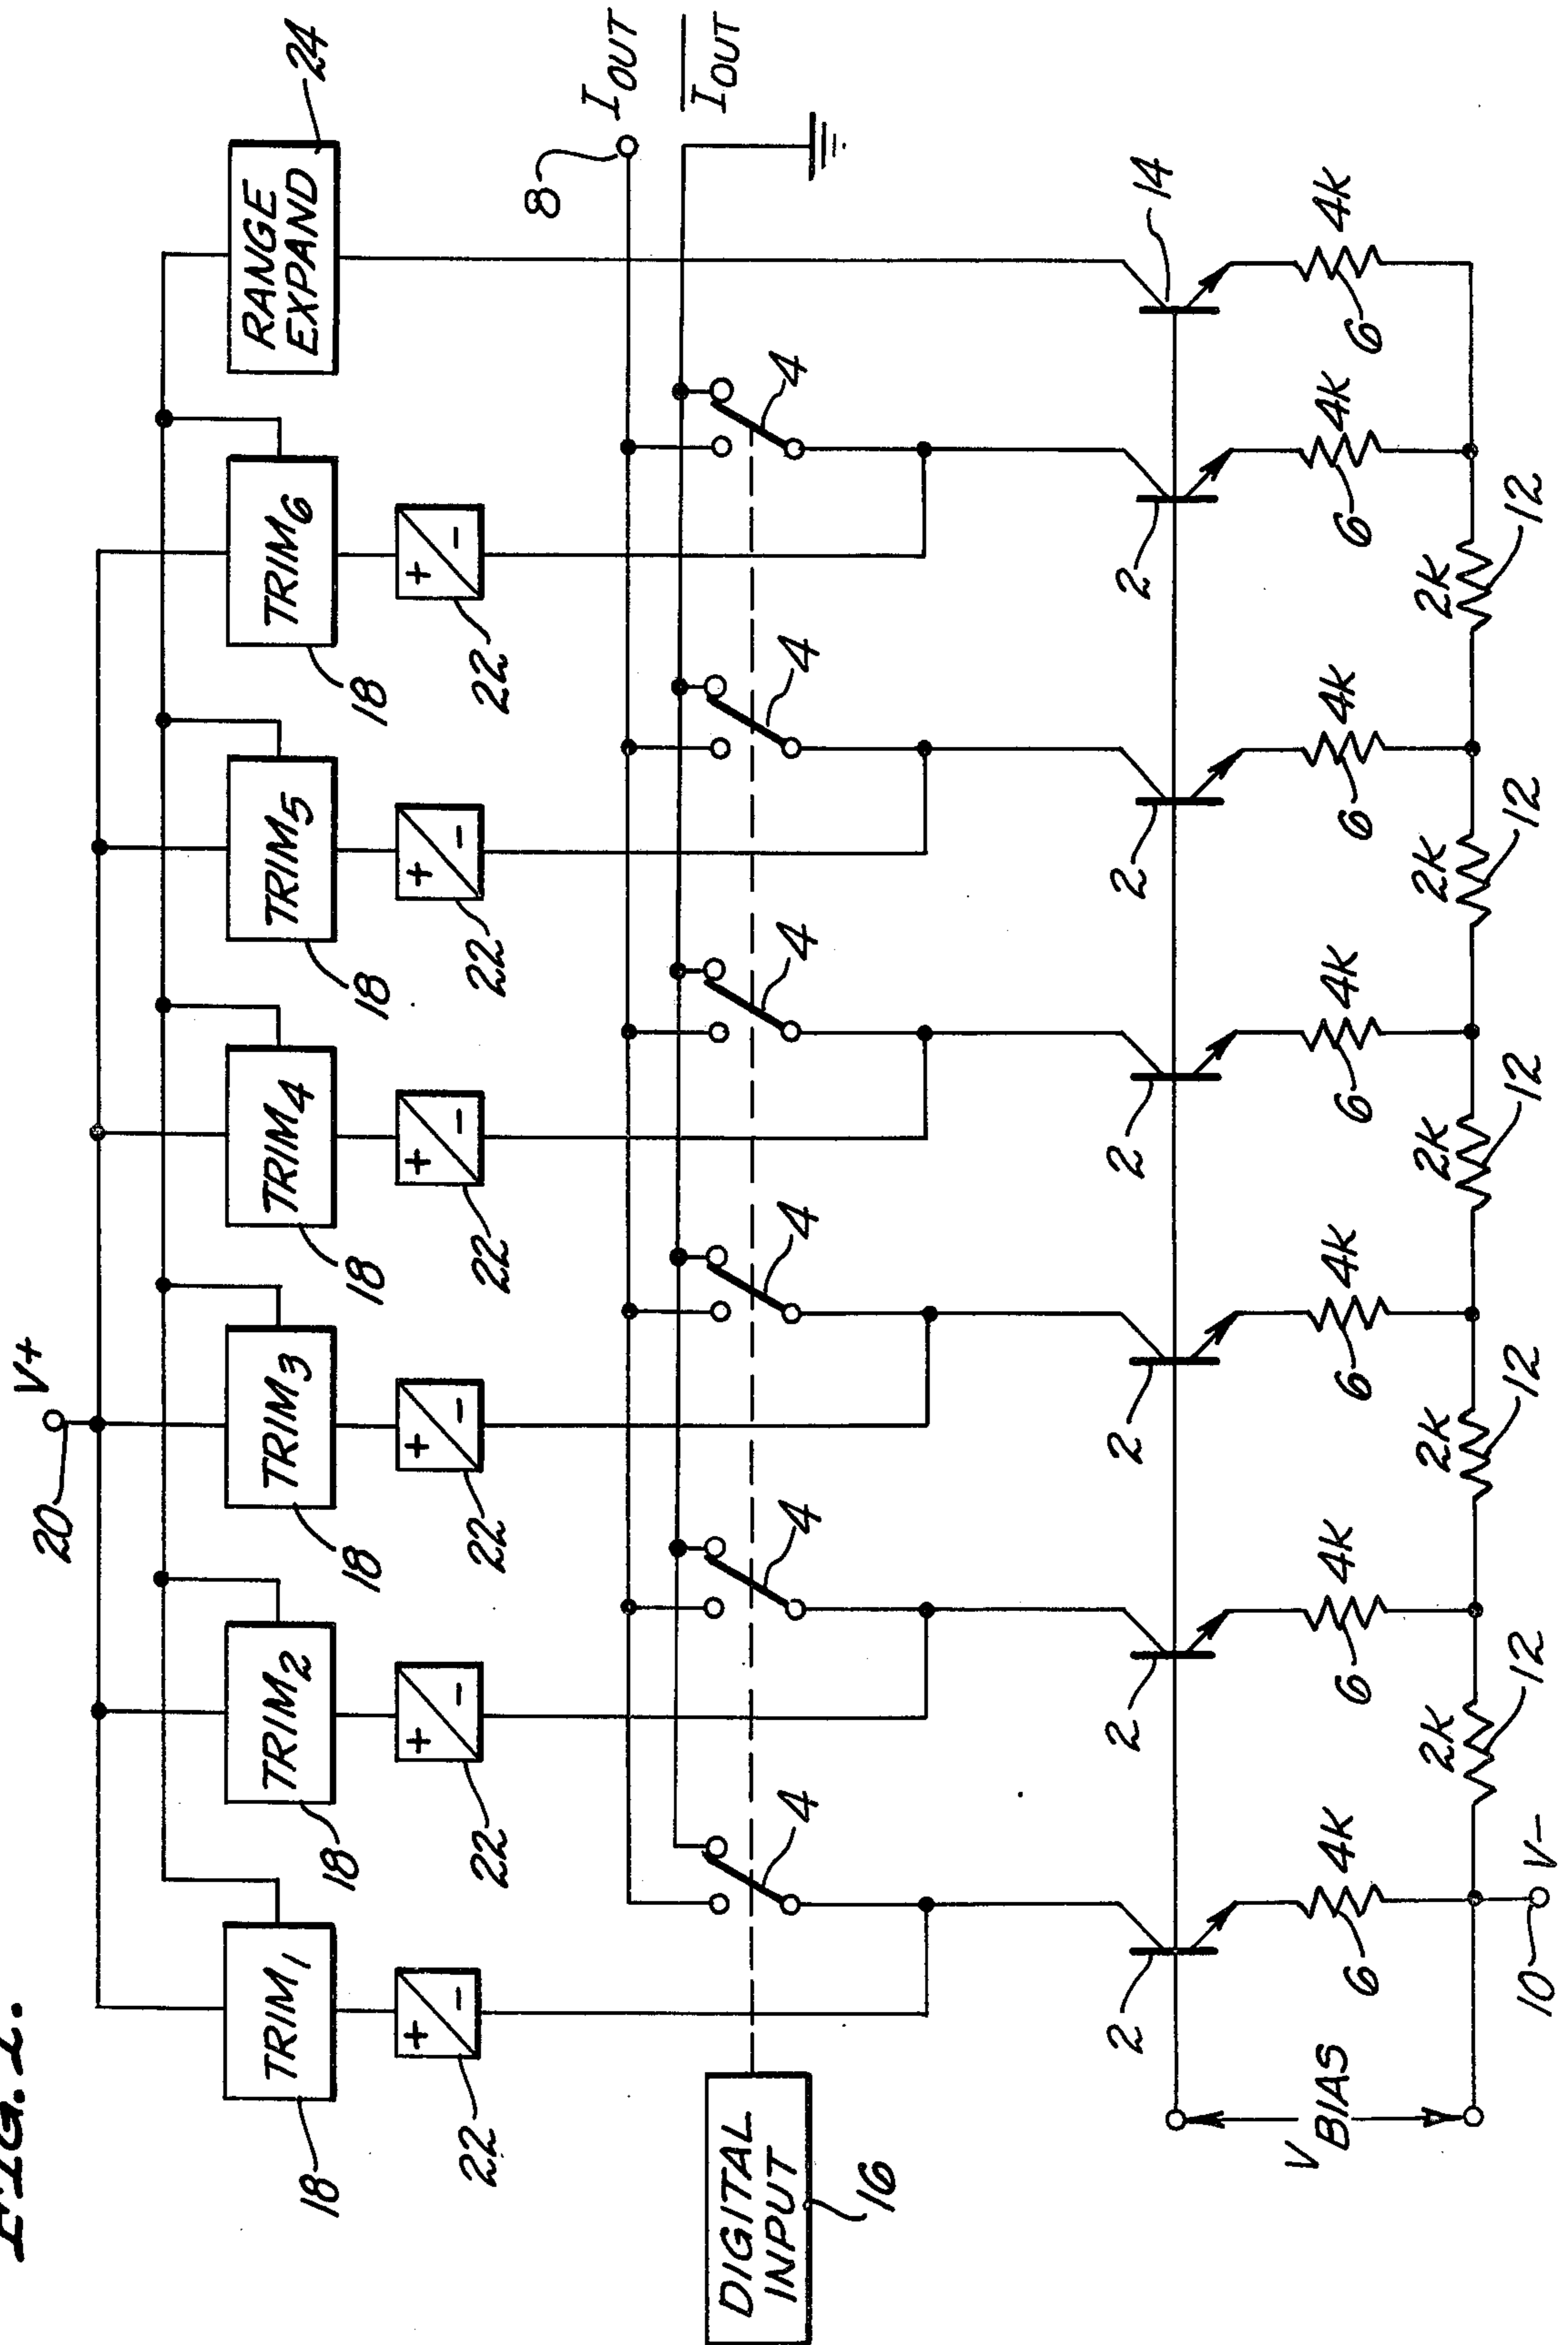 FIG. 1.
V+
20
TRIM1
TRIM2
TRIM3
TRIM4
TRIM5
TRIM6
RANGE
EXPAND
24
18
18
18
18
18
18
+ −
+ −
+ −
+ −
+ −
+ −
22
22
22
22
22
22
8
IOUT
IOUT
4
4
4
4
4
4
DIGITAL
INPUT
16
2
2
2
2
2
2
14
V
BIAS
4K
4K
4K
4K
4K
4K
4K
6
6
6
6
6
6
6
2K
2K
2K
2K
2K
12
12
12
12
12
10
V−